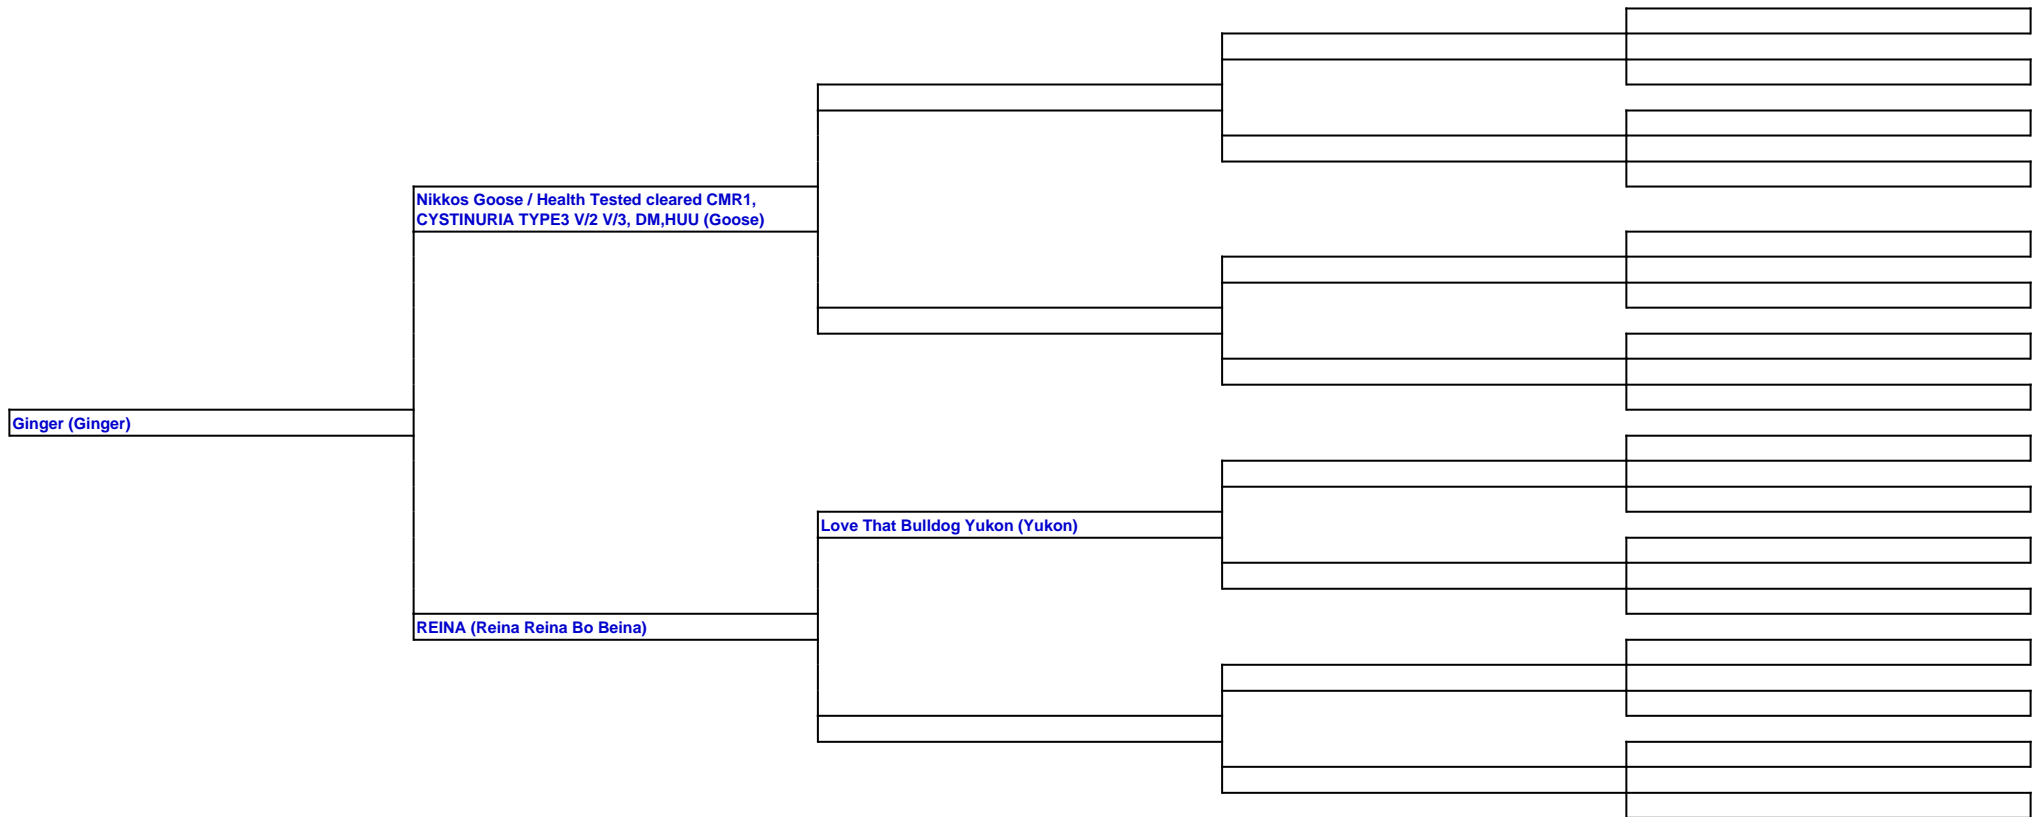 Nikkos Goose / Health Tested cleared CMR1,
CYSTINURIA TYPE3 V/2 V/3, DM,HUU (Goose)
Ginger (Ginger)
Love That Bulldog Yukon (Yukon)
REINA (Reina Reina Bo Beina)